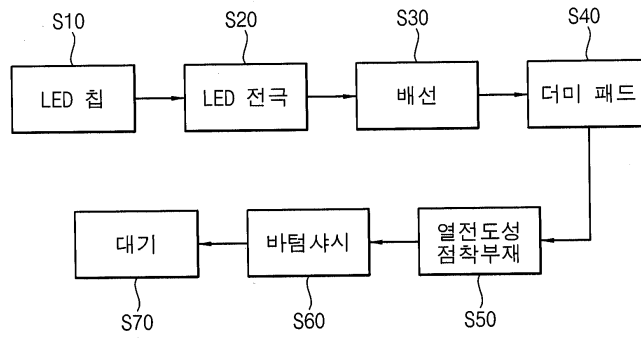 S10
S20
S30
S40
LED 칩
LED 전극
배선
더미 패드
대기
바텀샤시
열전도성
점착부재
S70
S60
S50